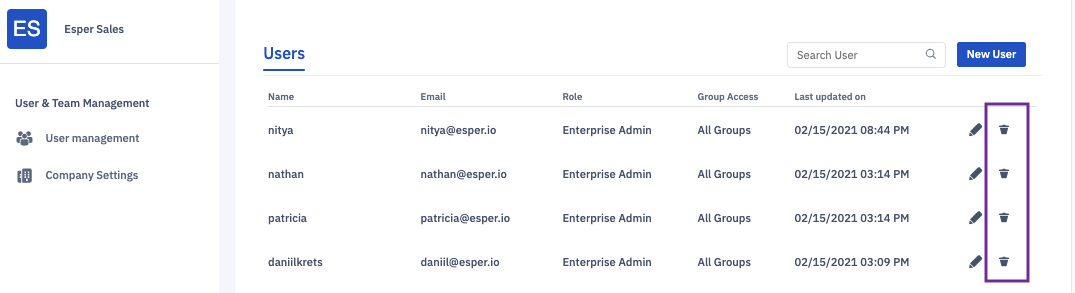 ES
Esper Sales
User & Team Management
User management
Company Settings
Users
Search User
New User
Name Email Role Group Access Last updated on
nitya nitya@esper.io Enterprise Admin All Groups 02/15/2021 08:44 PM
nathan nathan@esper.io Enterprise Admin All Groups 02/15/2021 03:14 PM
patricia patricia@esper.io Enterprise Admin All Groups 02/15/2021 03:14 PM
daniilkrets daniil@esper.io Enterprise Admin All Groups 02/15/2021 03:09 PM